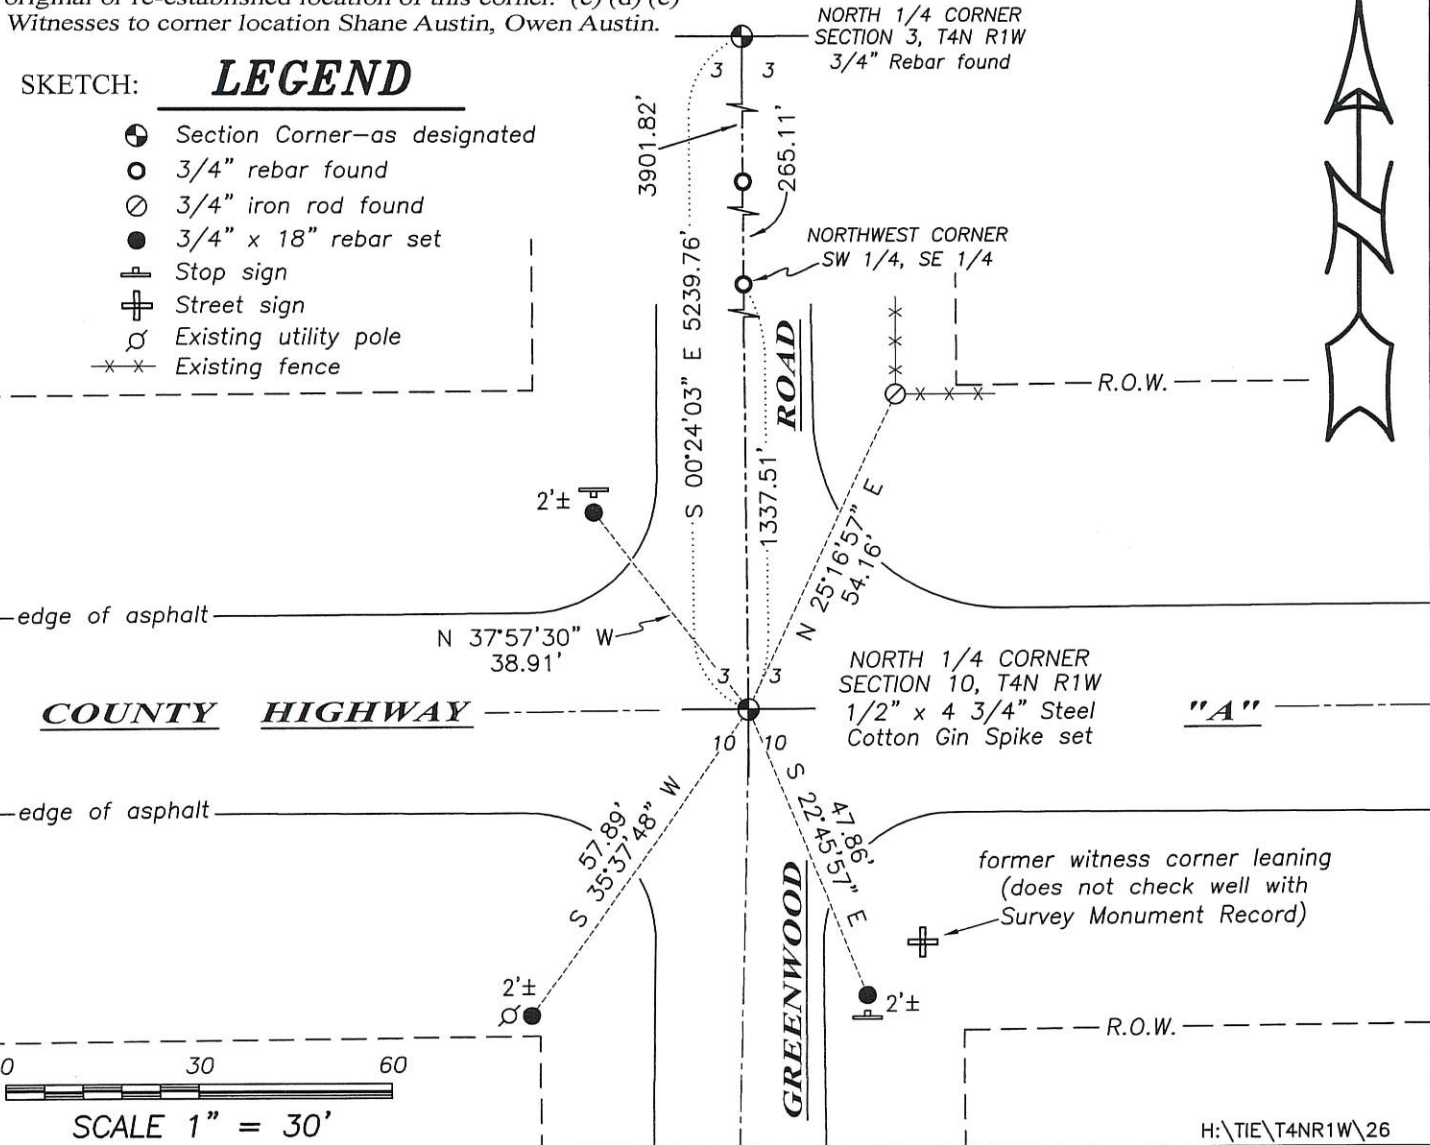 original or re-established location of this corner. (c)(d)(e)
Witnesses to corner location Shane Austin, Owen Austin.
SKETCH: LEGEND
Section Corner-as designated
3/4" rebar found
3/4" iron rod found
3/4" x 18" rebar set
Stop sign
Street sign
Existing utility pole
Existing fence
NORTH 1/4 CORNER
SECTION 3, T4N R1W
3/4" Rebar found
3 3
3901.82'
265.11'
NORTHWEST CORNER
SW 1/4, SE 1/4
S 00°24'03" E 5239.76'
1337.51'
ROAD
R.O.W.
2'±
N 25°16'57" E
54.16'
edge of asphalt
N 37°57'30" W
38.91'
3 3
NORTH 1/4 CORNER
SECTION 10, T4N R1W
1/2" x 4 3/4" Steel
Cotton Gin Spike set
COUNTY HIGHWAY "A"
10 10
edge of asphalt
57.89'
S 35°37'48" W
47.86'
S 22°45'57" E
former witness corner leaning
(does not check well with
Survey Monument Record)
GREENWOOD
2'±
2'±
R.O.W.
0 30 60
SCALE 1" = 30'
H:\TIE\T4NR1W\26
N